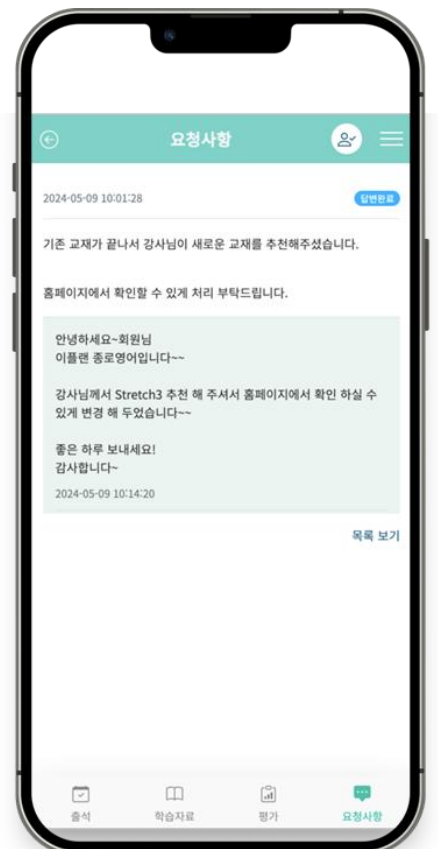 요청사항
2024-05-09 10:01:28
답변완료
기존 교재가 끝나서 강사님이 새로운 교재를 추천해주셨습니다.
홈페이지에서 확인할 수 있게 처리 부탁드립니다.
안녕하세요~회원님
이플랜 종로영어입니다~~
강사님께서 Stretch3 추천 해 주셔서 홈페이지에서 확인 하실 수
있게 변경 해 두었습니다~~
좋은 하루 보내세요!
감사합니다~
2024-05-09 10:14:20
목록 보기
출석
학습자료
평가
요청사항